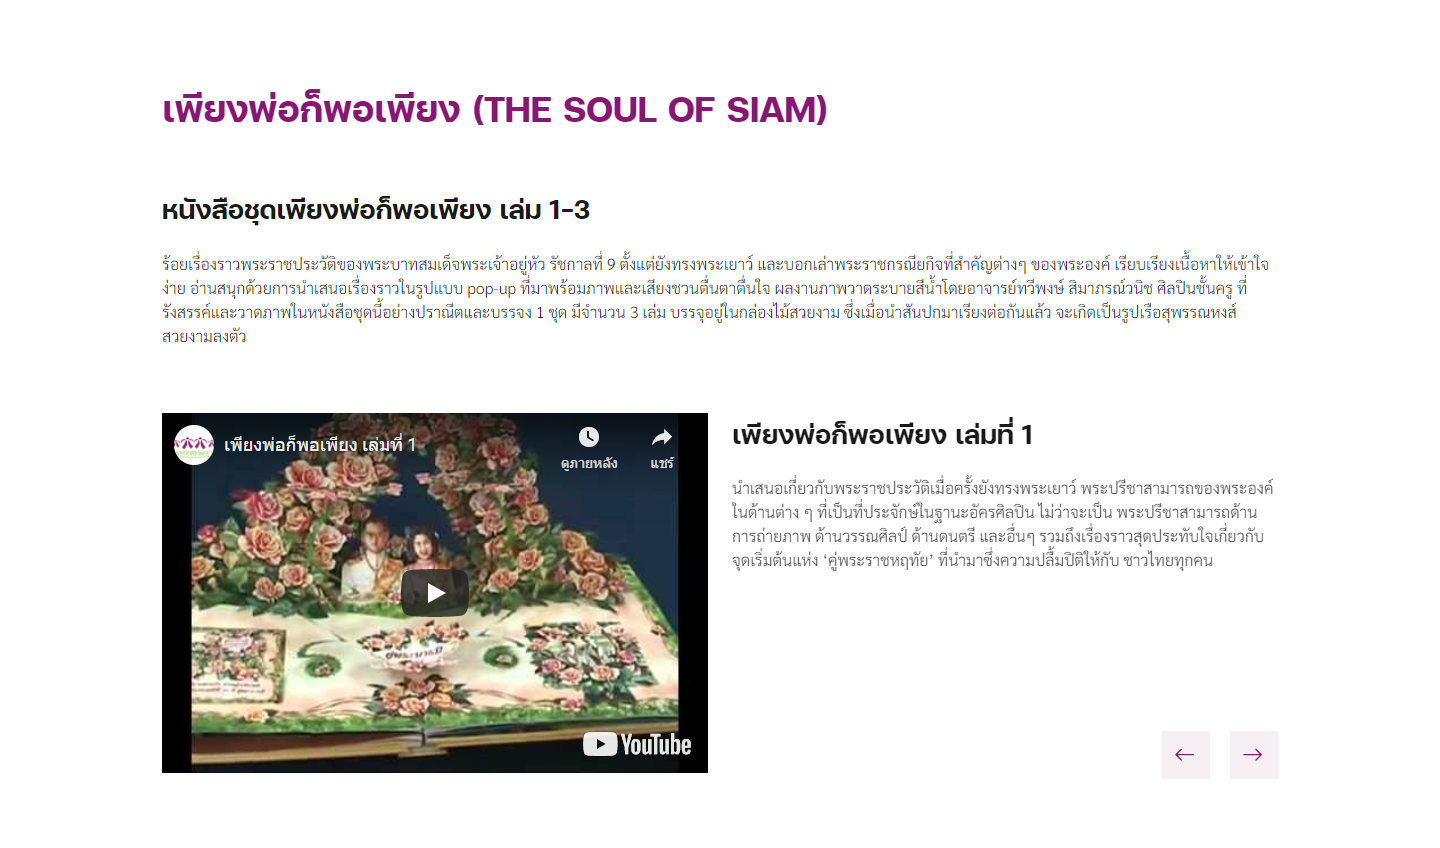 เพียงพ่อก็พอเพียง (THE SOUL OF SIAM)
หนังสือชุดเพียงพ่อก็พอเพียง เล่ม 1-3
ร้อยเรื่องราวพระราชประวัติของพระบาทสมเด็จพระเจ้าอยู่หัว รัชกาลที่ 9 ตั้งแต่ยังทรงพระเยาว์ และบอกเล่าพระราชกรณียกิจที่สำคัญต่างๆ ของพระองค์ เรียบเรียงเนื้อหาให้เข้าใจ
ง่าย อ่านสนุกด้วยการนำเสนอเรื่องราวในรูปแบบ pop-up ที่มาพร้อมภาพและเสียงชวนตื่นตาตื่นใจ ผลงานภาพวาดระบายสีน้ำโดยอาจารย์ทวีพงษ์ สิมาภรณ์วนิช ศิลปินชั้นครู ที่
รังสรรค์และวาดภาพในหนังสือชุดนี้อย่างปราณีตและบรรจง 1 ชุด มีจำนวน 3 เล่ม บรรจุอยู่ในกล่องไม้สวยงาม ซึ่งเมื่อนำสันปกมาเรียงต่อกันแล้ว จะเกิดเป็นรูปเรือสุพรรณหงส์
สวยงามลงตัว
เพียงพ่อก็พอเพียง เล่มที่ 1
ดูภายหลัง
แชร์
YouTube
เพียงพ่อก็พอเพียง เล่มที่ 1
นำเสนอเกี่ยวกับพระราชประวัติเมื่อครั้งยังทรงพระเยาว์ พระปรีชาสามารถของพระองค์
ในด้านต่าง ๆ ที่เป็นที่ประจักษ์ในฐานะอัครศิลปิน ไม่ว่าจะเป็น พระปรีชาสามารถด้าน
การถ่ายภาพ ด้านวรรณศิลป์ ด้านดนตรี และอื่นๆ รวมถึงเรื่องราวสุดประทับใจเกี่ยวกับ
จุดเริ่มต้นแห่ง ‘คู่พระราชหฤทัย’ ที่นำมาซึ่งความปลื้มปิติให้กับ ชาวไทยทุกคน